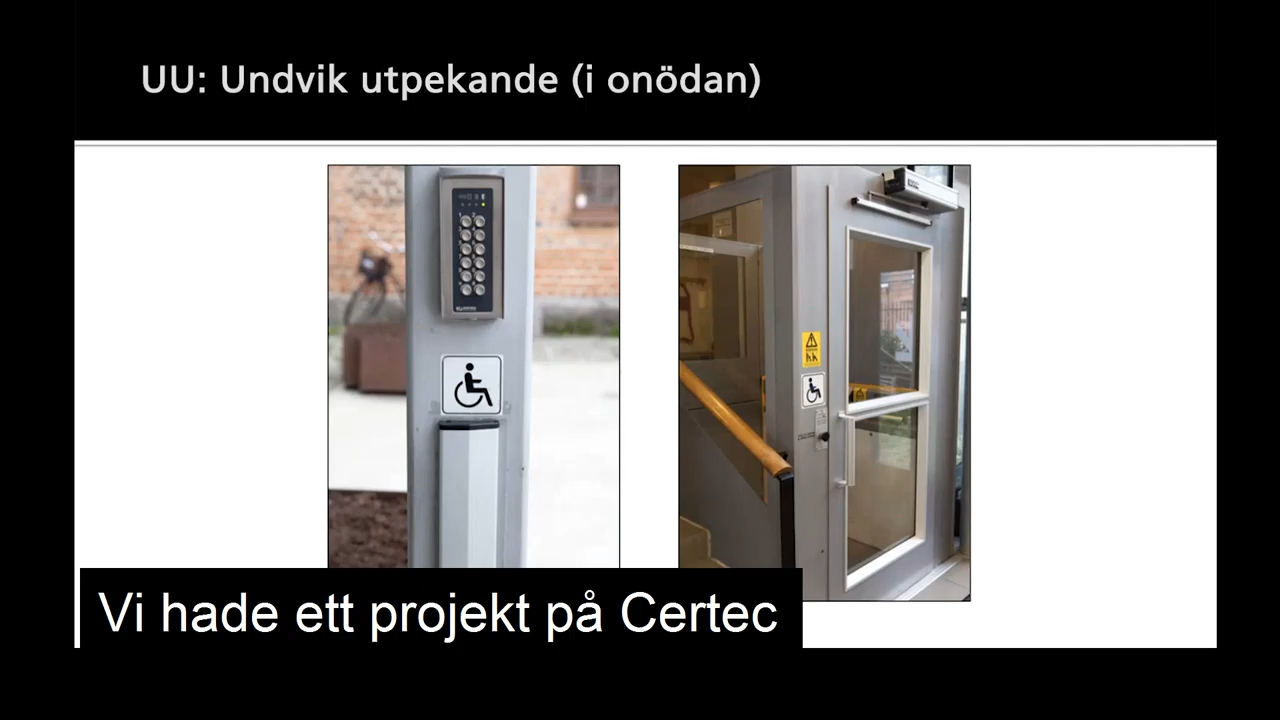 UU: Undvik utpekande (i onödan)
Vi hade ett projekt på Certec